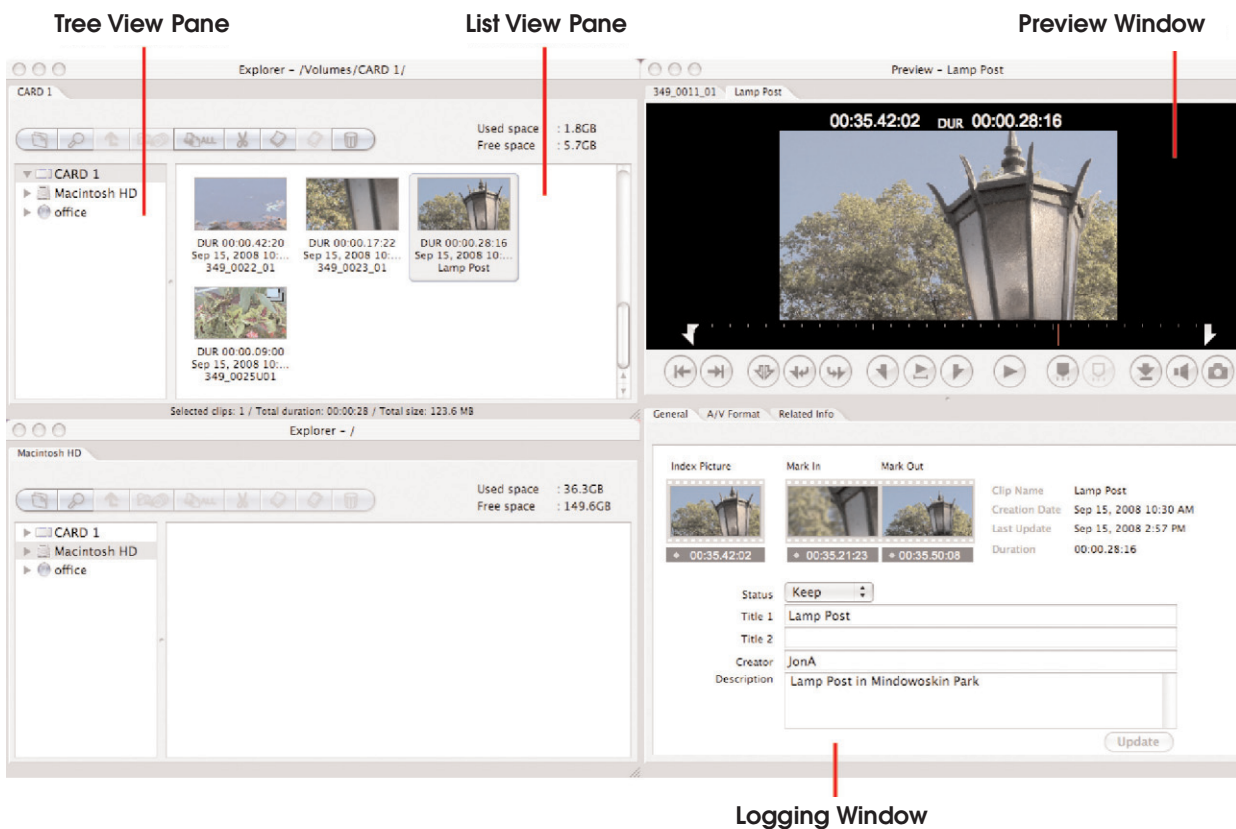 Tree View Pane
List View Pane
Preview Window
Explorer – /Volumes/CARD 1/
CARD 1
ALL
Used space : 1.8GB
Free space : 5.7GB
CARD 1
Macintosh HD
office
DUR 00:00.42:20
Sep 15, 2008 10:...
349_0022_01
DUR 00:00.17:22
Sep 15, 2008 10:...
349_0023_01
DUR 00:00.28:16
Sep 15, 2008 10:...
Lamp Post
DUR 00:00.09:00
Sep 15, 2008 10:...
349_0025U01
Selected clips: 1 / Total duration: 00:00:28 / Total size: 123.6 MB
Preview – Lamp Post
349_0011_01 Lamp Post
00:35.42:02 DUR 00:00.28:16
Explorer – /
Macintosh HD
ALL
Used space : 36.3GB
Free space : 149.6GB
CARD 1
Macintosh HD
office
General A/V Format Related Info
Index Picture Mark In Mark Out
00:35.42:02 00:35.21:23 00:35.50:08
Clip Name Lamp Post
Creation Date Sep 15, 2008 10:30 AM
Last Update Sep 15, 2008 2:57 PM
Duration 00:00.28:16
Status Keep
Title 1 Lamp Post
Title 2
Creator JonA
Description Lamp Post in Mindowoskin Park
Update
Logging Window